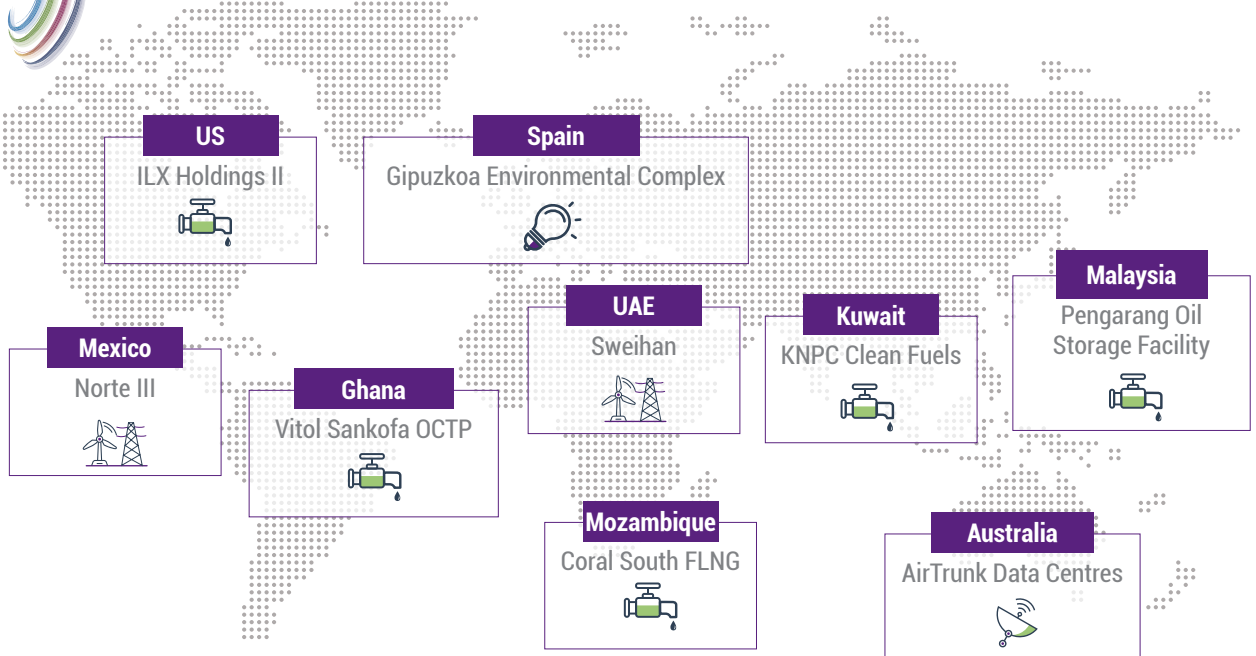 US
ILX Holdings II
Spain
Gipuzkoa Environmental Complex
Malaysia
Pengarang Oil
Storage Facility
UAE
Sweihan
Kuwait
KNPC Clean Fuels
Mexico
Norte III
Ghana
Vitol Sankofa OCTP
Mozambique
Coral South FLNG
Australia
AirTrunk Data Centres